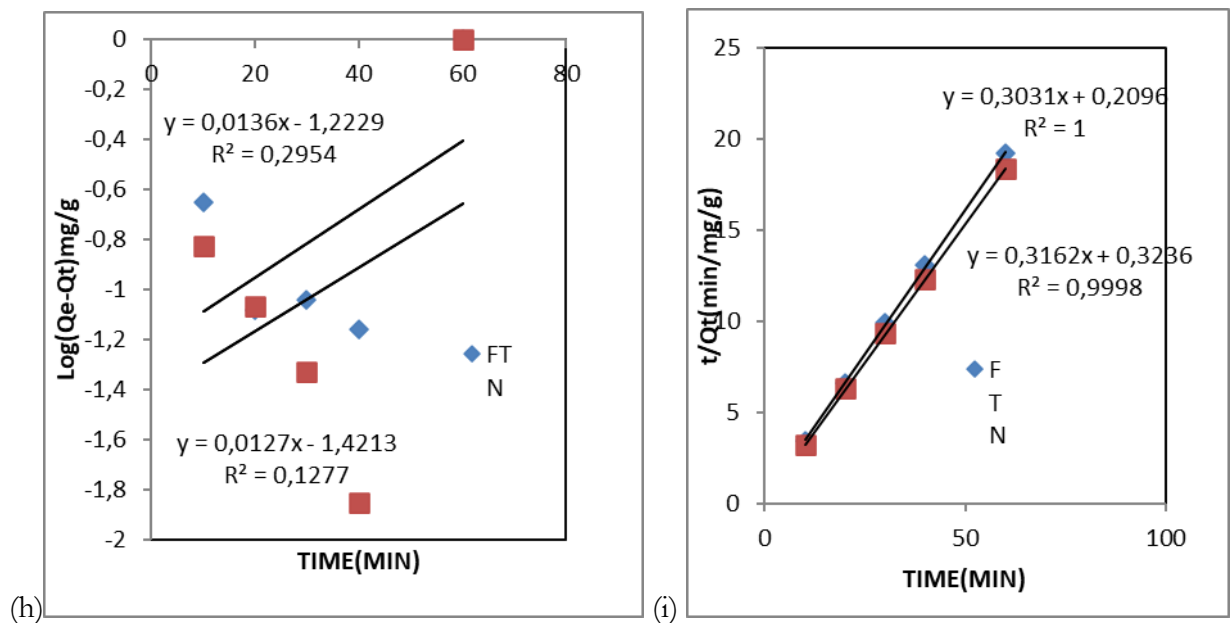 0
-0,2
-0,4
-0,6
-0,8
-1
-1,2
-1,4
-1,6
-1,8
-2
0
20
40
60
80
y = 0,0136x - 1,2229
R² = 0,2954
y = 0,0127x - 1,4213
R² = 0,1277
FT
N
Log(Qe-Qt)mg/g
TIME(MIN)
(h)
25
20
15
10
5
0
0
50
100
y = 0,3031x + 0,2096
R² = 1
y = 0,3162x + 0,3236
R² = 0,9998
F
T
N
t/Qt(min/mg/g)
TIME(MIN)
(i)